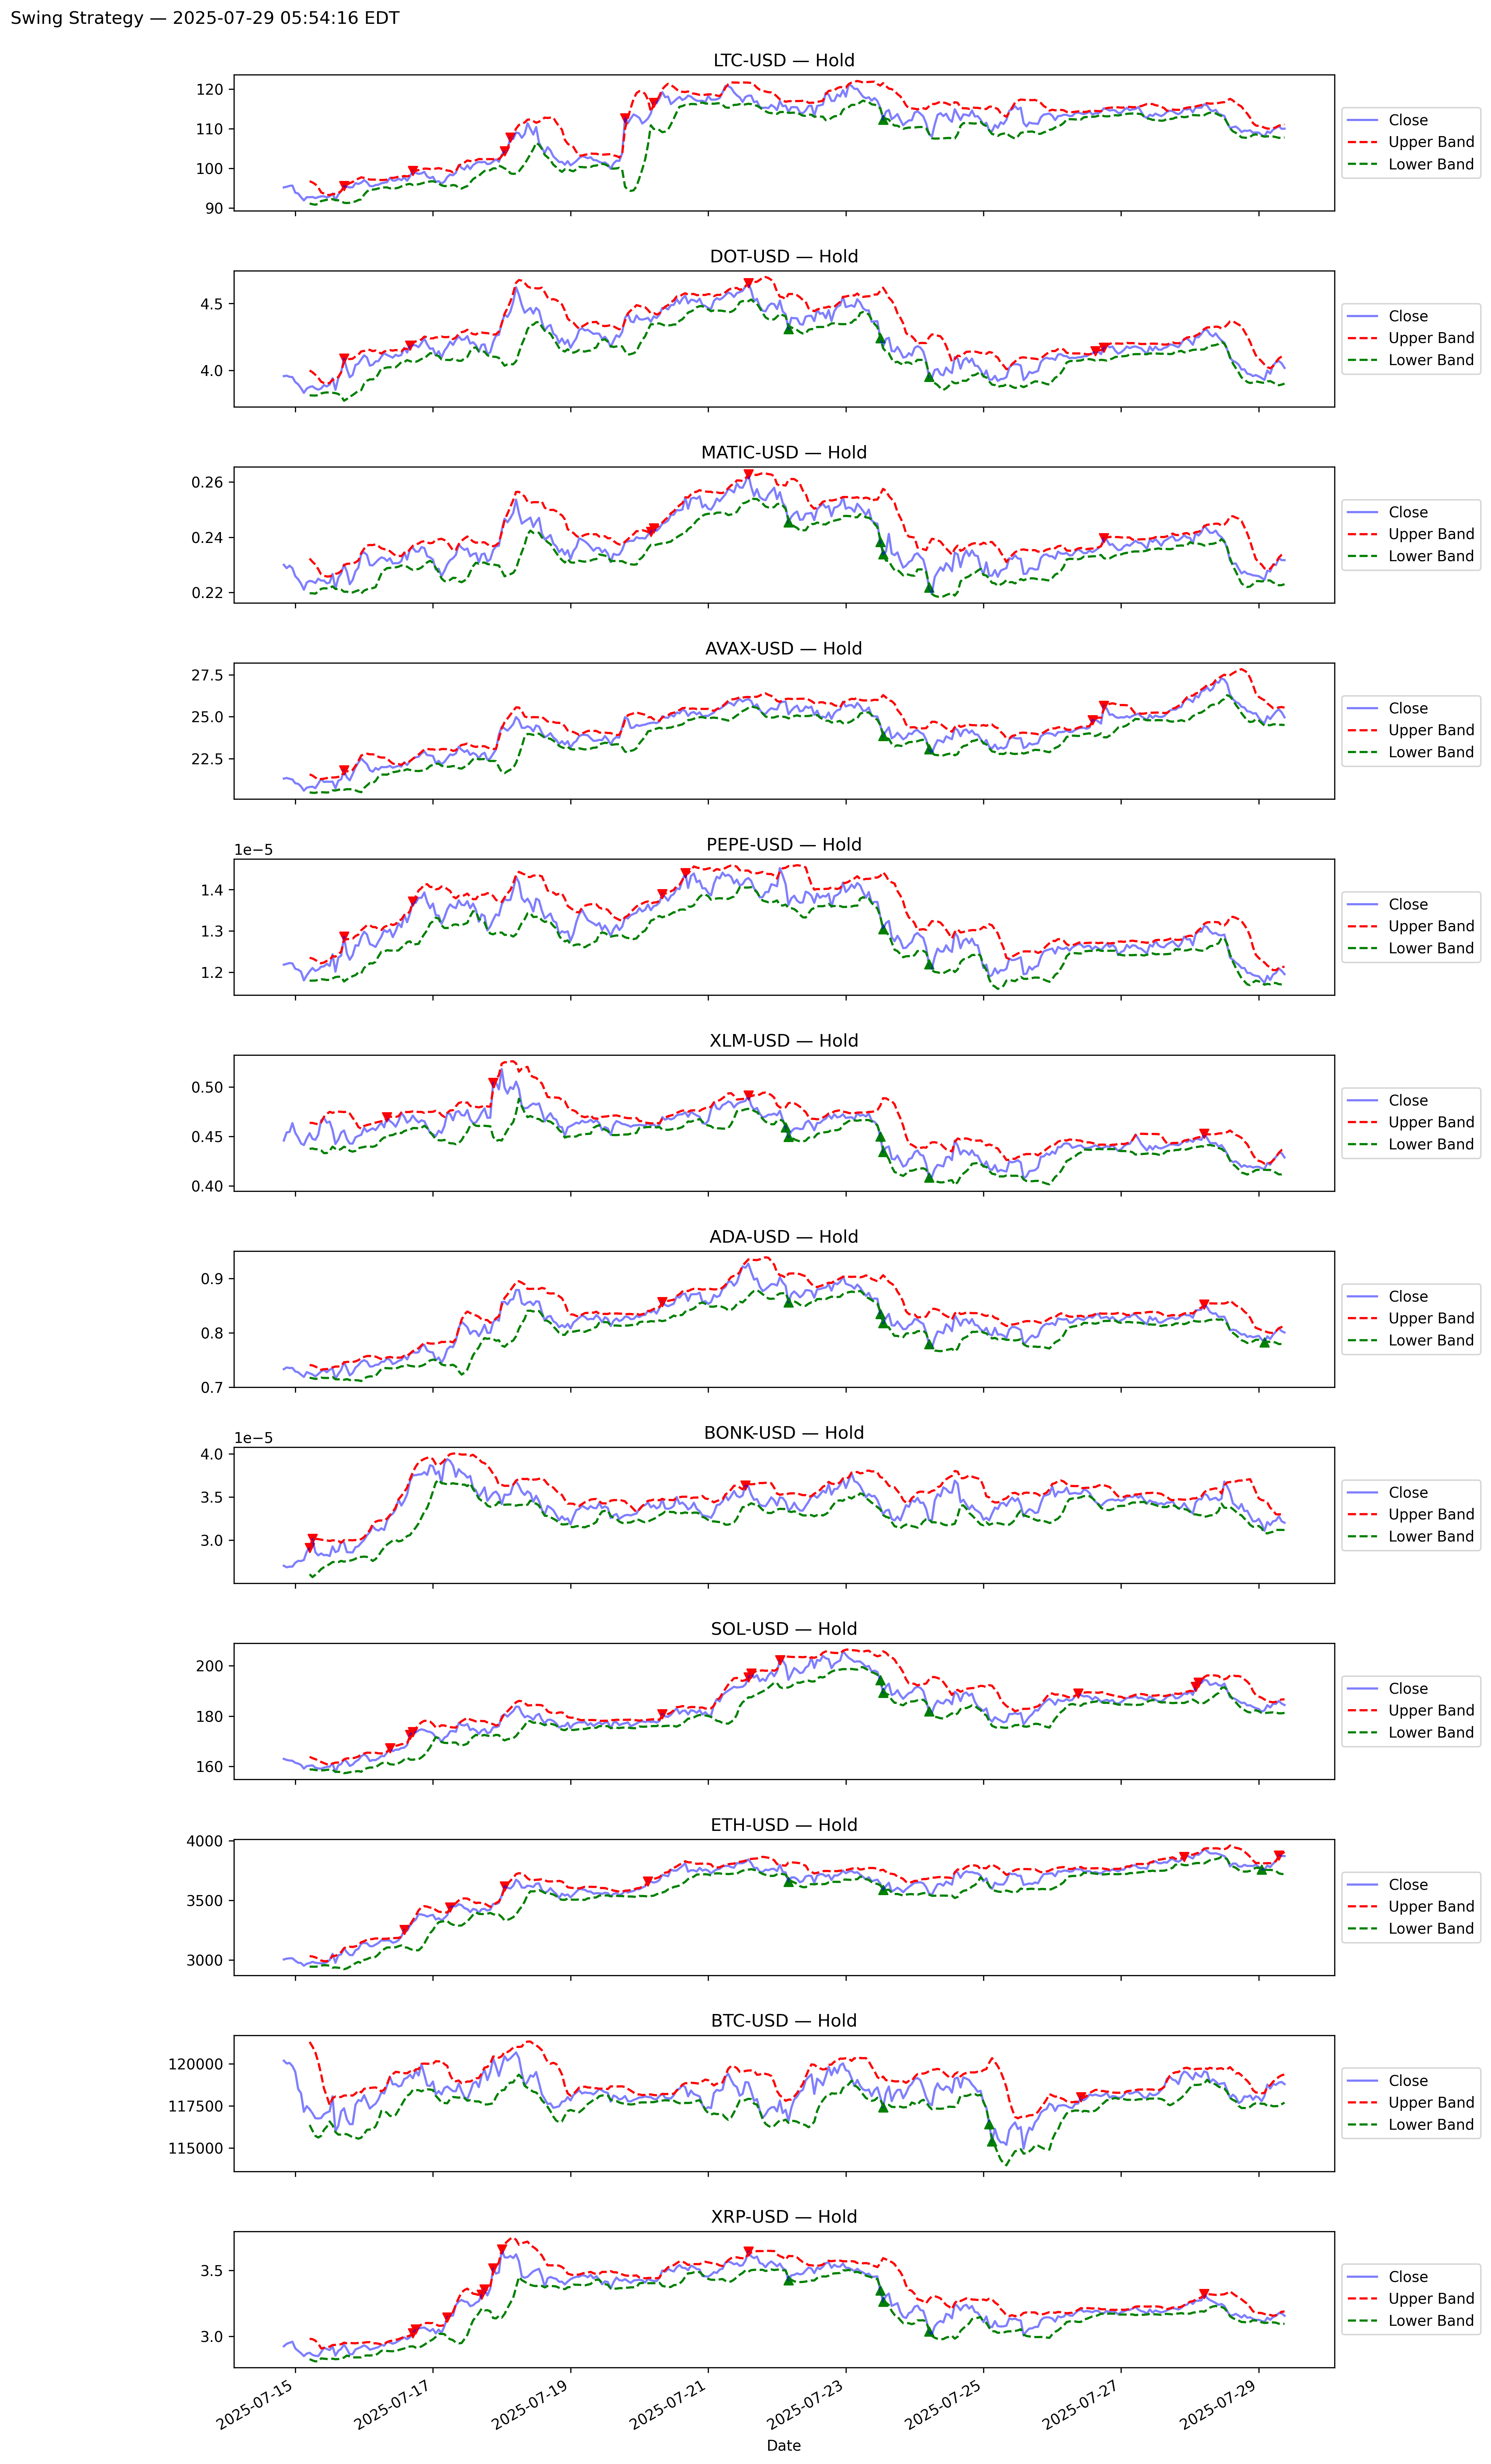 Swing Strategy — 2025-07-29 05:54:16 EDT
LTC-USD — Hold
120
110
100
90
Close
Upper Band
Lower Band
DOT-USD — Hold
4.5
4.0
Close
Upper Band
Lower Band
MATIC-USD — Hold
0.26
0.24
0.22
Close
Upper Band
Lower Band
AVAX-USD — Hold
27.5
25.0
22.5
Close
Upper Band
Lower Band
PEPE-USD — Hold
1e−5
1.4
1.3
1.2
Close
Upper Band
Lower Band
XLM-USD — Hold
0.50
0.45
0.40
Close
Upper Band
Lower Band
ADA-USD — Hold
0.9
0.8
0.7
Close
Upper Band
Lower Band
BONK-USD — Hold
1e−5
4.0
3.5
3.0
Close
Upper Band
Lower Band
SOL-USD — Hold
200
180
160
Close
Upper Band
Lower Band
ETH-USD — Hold
4000
3500
3000
Close
Upper Band
Lower Band
BTC-USD — Hold
120000
117500
115000
Close
Upper Band
Lower Band
XRP-USD — Hold
3.5
3.0
Close
Upper Band
Lower Band
2025-07-15
2025-07-17
2025-07-19
2025-07-21
2025-07-23
2025-07-25
2025-07-27
2025-07-29
Date